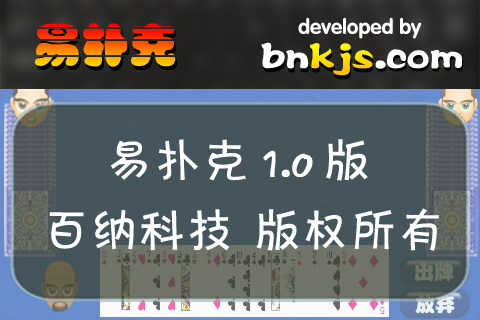 易扑克
developed by
bnkjs.com
易扑克 1.0 版
百纳科技 版权所有
出牌
放弃